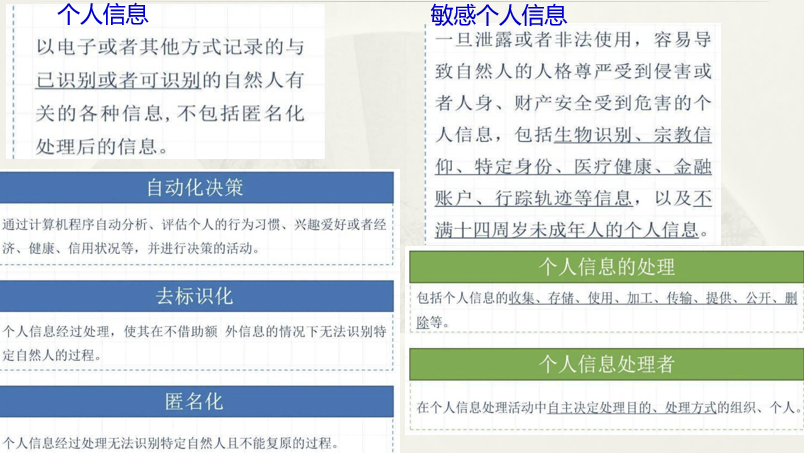 个人信息
以电子或者其他方式记录的与
已识别或者可识别的自然人有
关的各种信息,不包括匿名化
处理后的信息。
自动化决策
通过计算机程序自动分析、评估个人的行为习惯、兴趣爱好或者经
济、健康、信用状况等，并进行决策的活动。
去标识化
个人信息经过处理，使其在不借助额 外信息的情况下无法识别特
定自然人的过程。
匿名化
个人信息经过处理无法识别特定自然人且不能复原的过程。
敏感个人信息
一旦泄露或者非法使用，容易导
致自然人的人格尊严受到侵害或
者人身、财产安全受到危害的个
人信息，包括生物识别、宗教信
仰、特定身份、医疗健康、金融
账户、行踪轨迹等信息，以及不
满十四周岁未成年人的个人信息。
个人信息的处理
包括个人信息的收集、存储、使用、加工、传输、提供、公开、删
除等。
个人信息处理者
在个人信息处理活动中自主决定处理目的、处理方式的组织、个人。